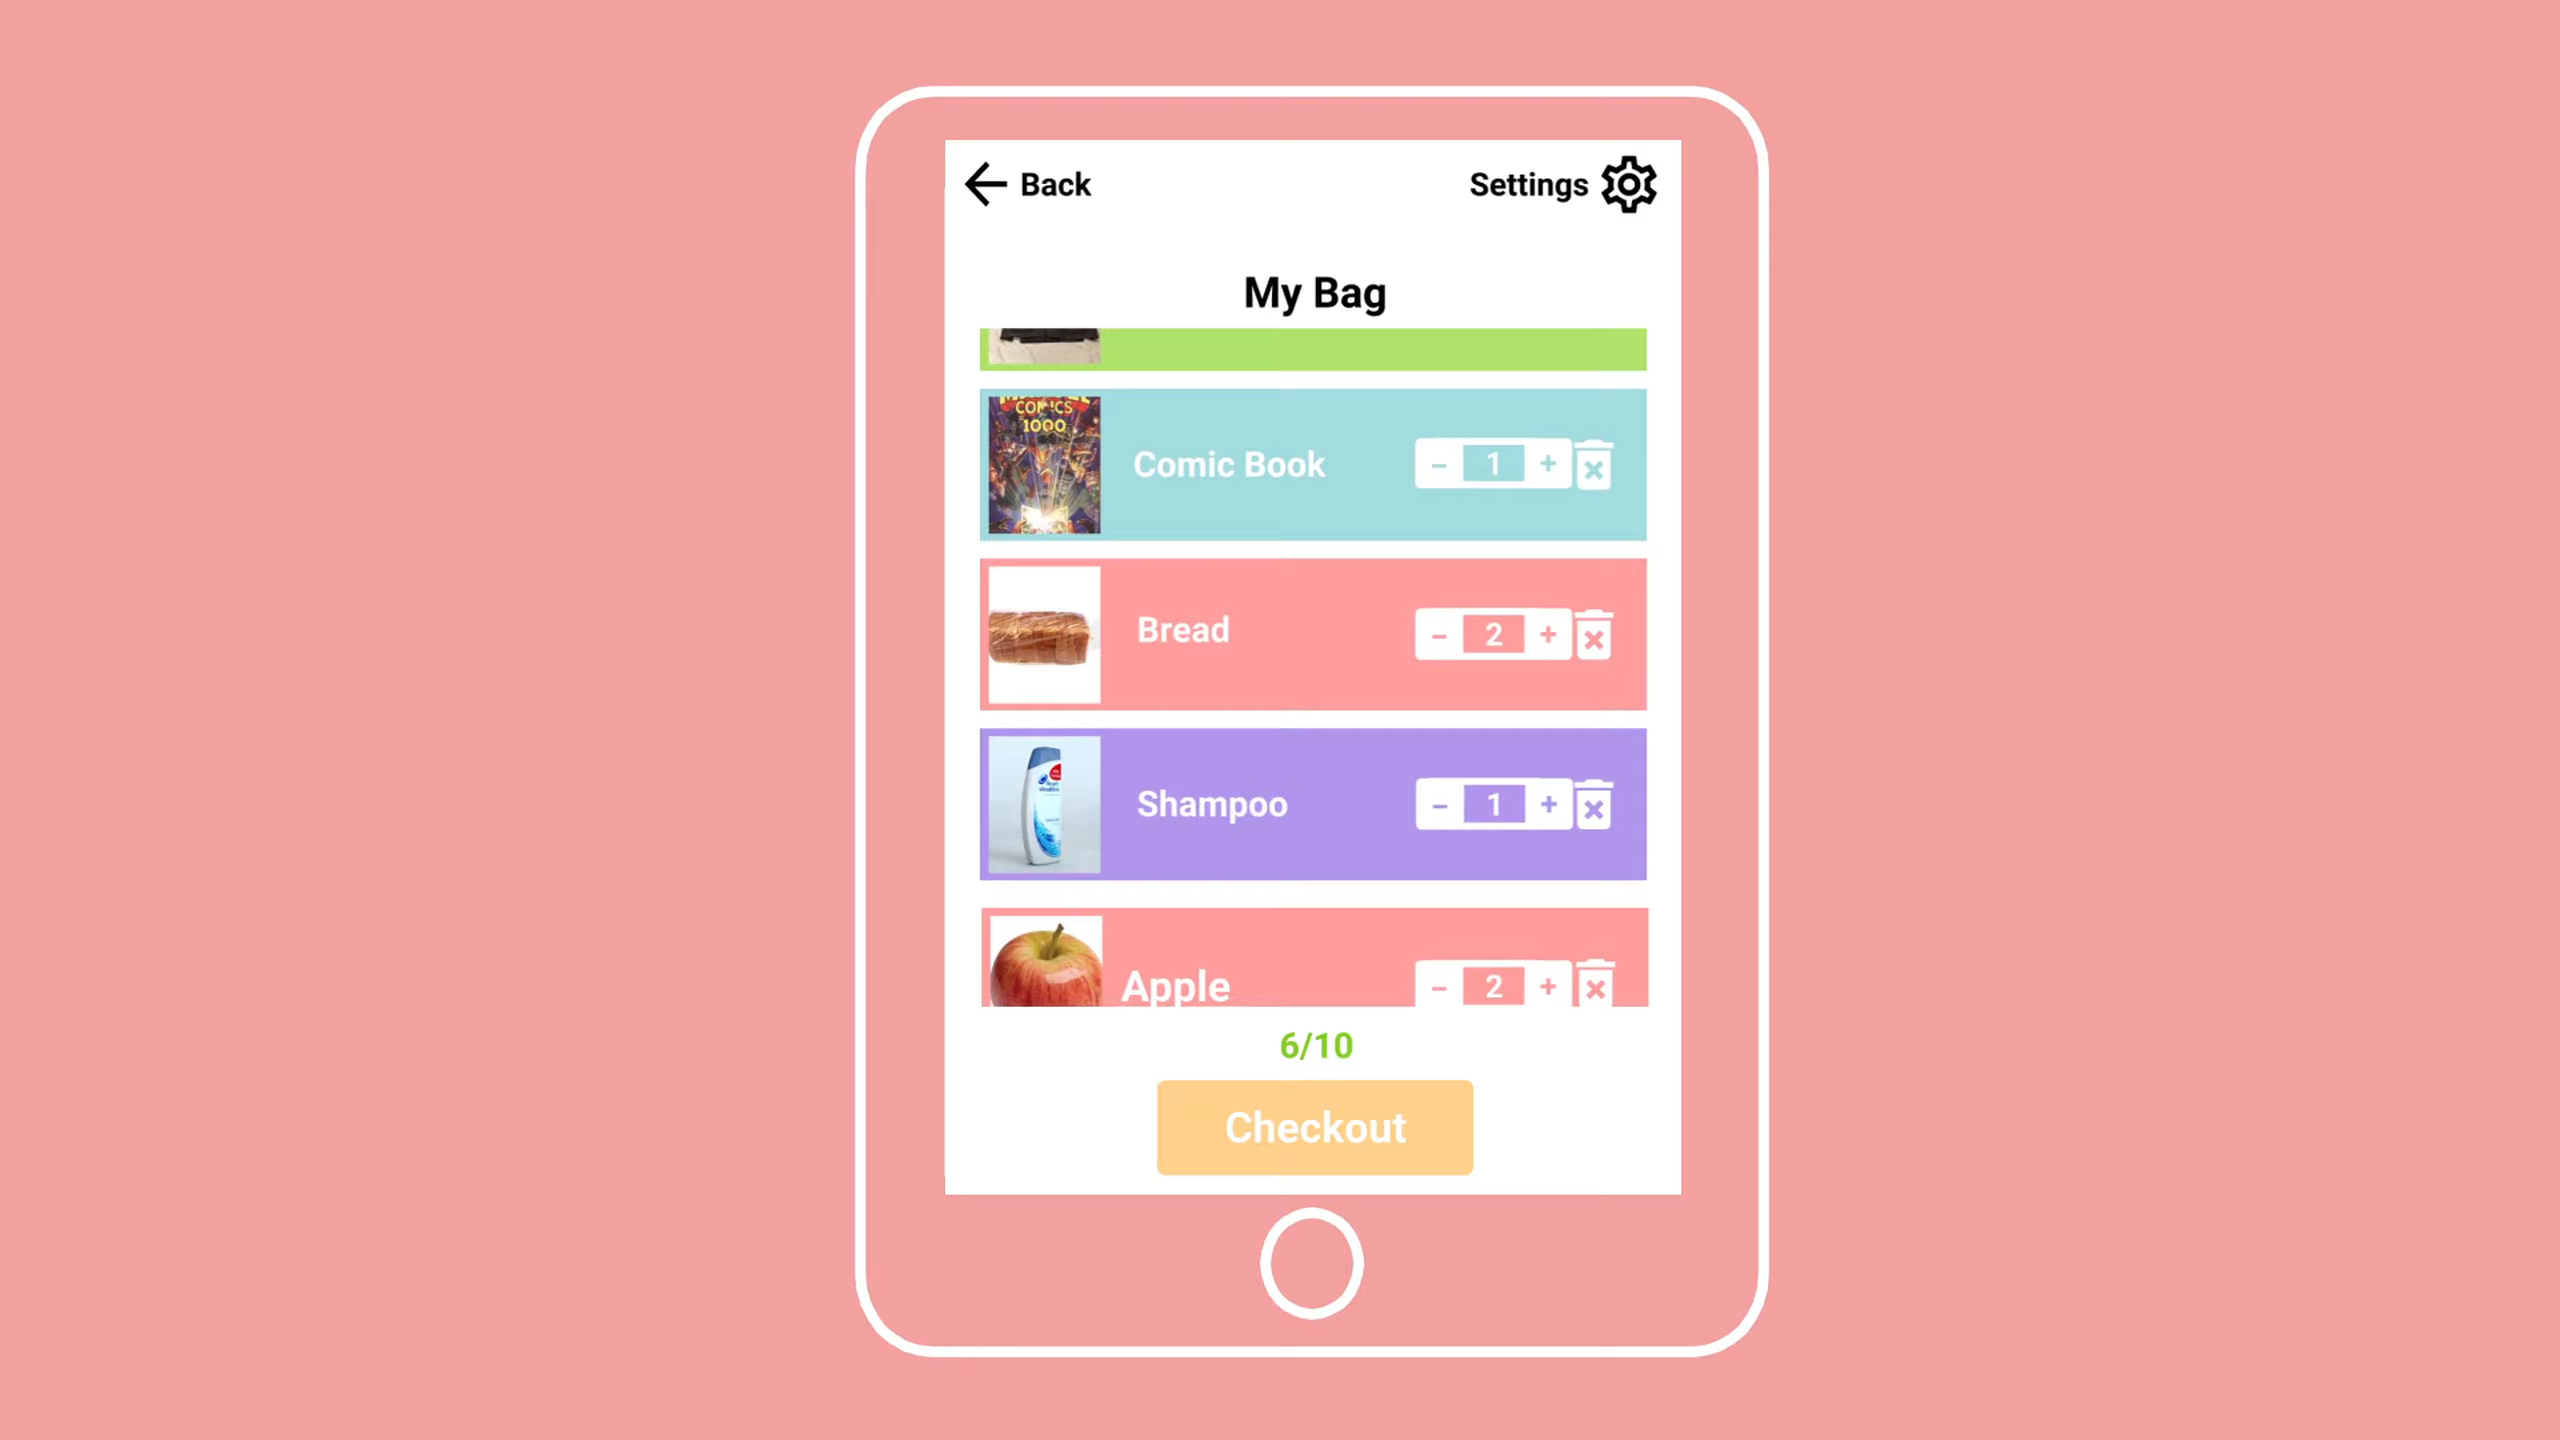 Back
Settings
My Bag
COMICS
1000
Comic Book
– 1 +
Bread
– 2 +
Shampoo
– 1 +
Apple
– 2 +
6/10
Checkout